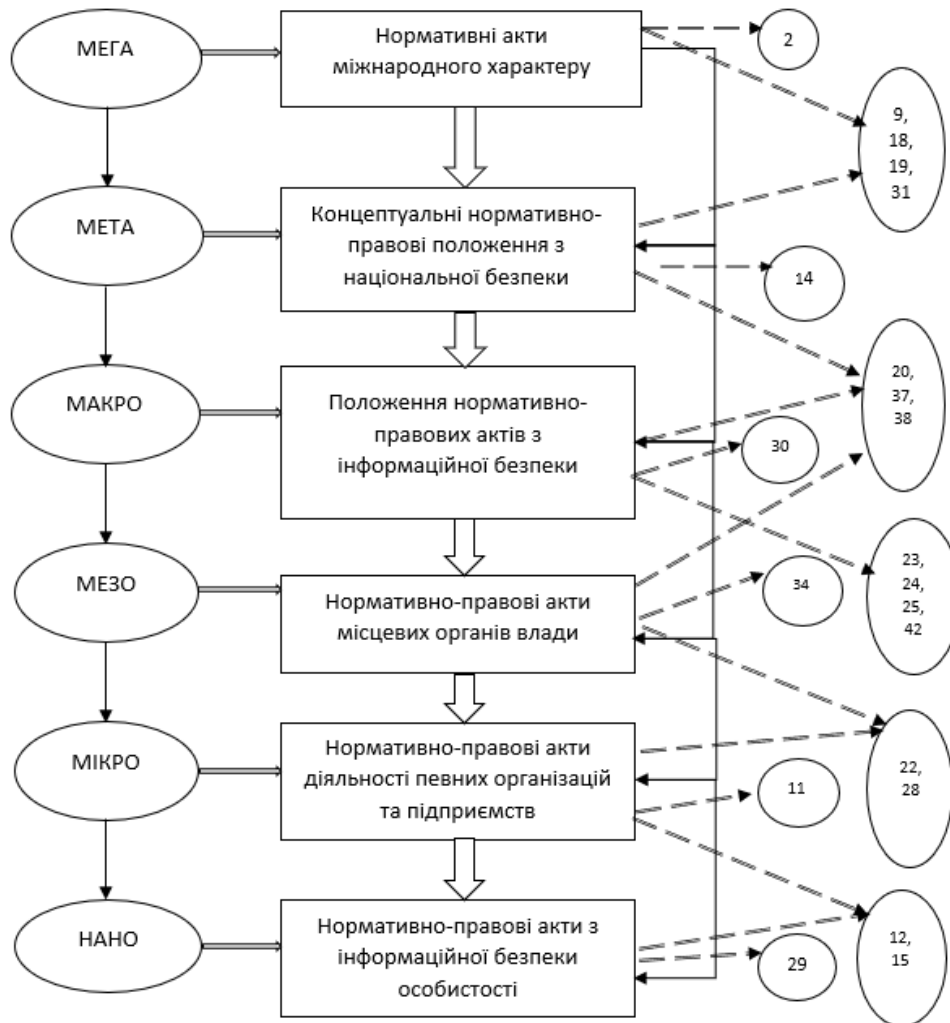 МЕГА
Нормативні акти
міжнародного характеру
2
9,
18,
19,
31
МЕТА
Концептуальні нормативно-
правові положення з
національної безпеки
14
МАКРО
Положення нормативно-
правових актів з
інформаційної безпеки
20,
37,
38
30
МЕЗО
Нормативно-правові акти
місцевих органів влади
34
23,
24,
25,
42
МІКРО
Нормативно-правові акти
діяльності певних організацій
та підприємств
11
22,
28
НАНО
Нормативно-правові акти з
інформаційної безпеки
особистості
29
12,
15